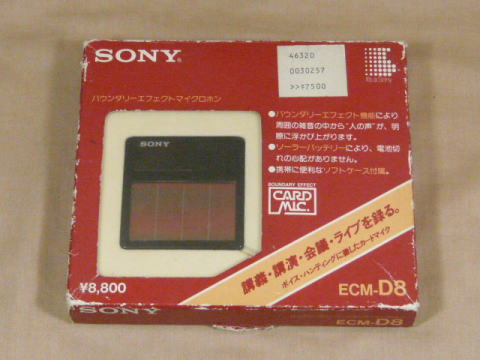 SONY®
46320
0030257
>>¥7500
バウンダリーエフェクトマイクロホン
●バウンダリーエフェクト機能により
周囲の雑音の中から"人の声"が、明
瞭に浮かび上がります。
●ソーラーバッテリーにより、電池切
れの心配がありません。
●携帯に便利なソフトケース付属。
SONY
BOUNDARY EFFECT
CARD
MIC.
講義・講演・会議・ライブを録る。
ボイス・ハンティングに適したカードマイク
¥8,800
ECM-D8
SONY
ECM-D8